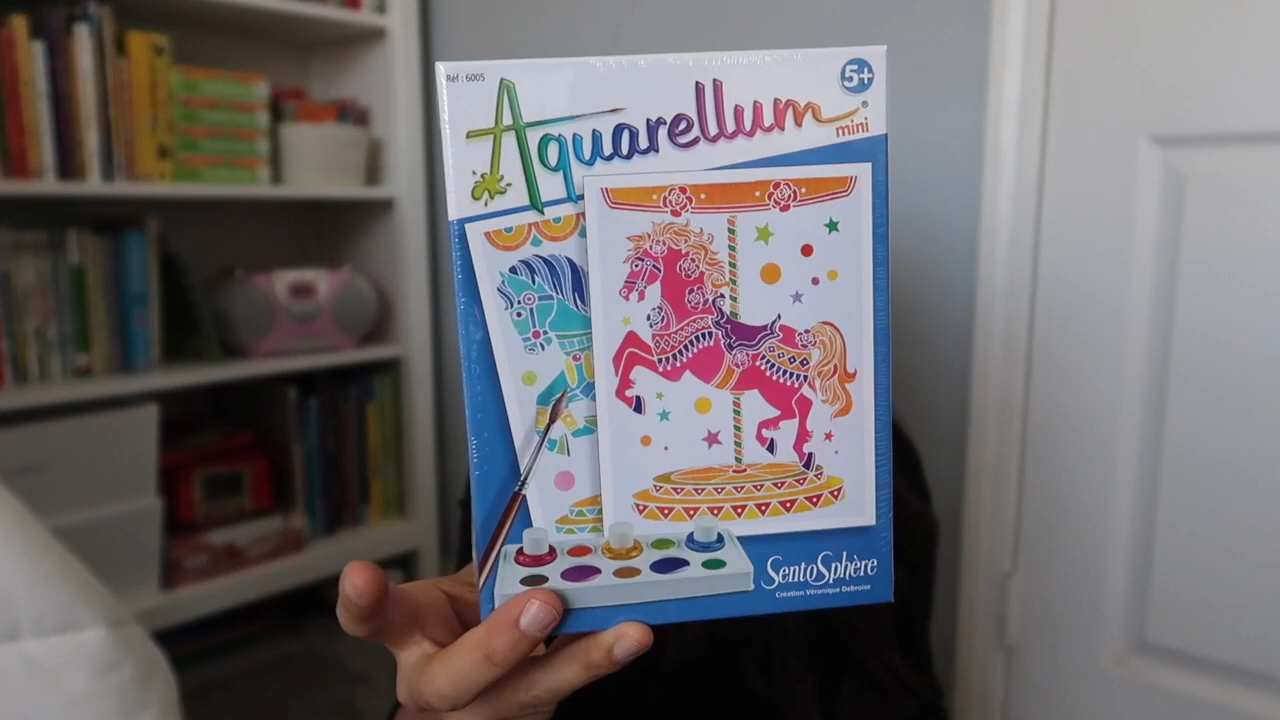 Réf : 6005
5+
Aquarellum®
mini
SentoSphère
Création Véronique Debroise